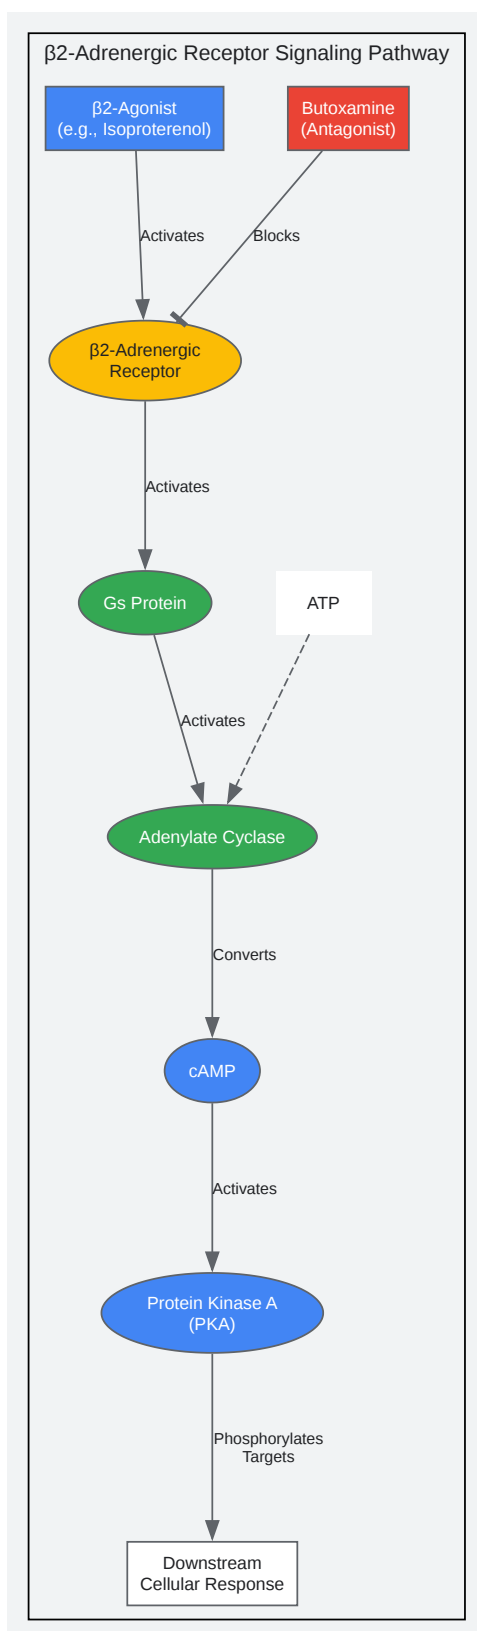 β2-Adrenergic Receptor Signaling Pathway
β2-Agonist
(e.g., Isoproterenol)
Butoxamine
(Antagonist)
Activates
Blocks
β2-Adrenergic
Receptor
Activates
Gs Protein
ATP
Activates
Adenylate Cyclase
Converts
cAMP
Activates
Protein Kinase A
(PKA)
Phosphorylates
Targets
Downstream
Cellular Response